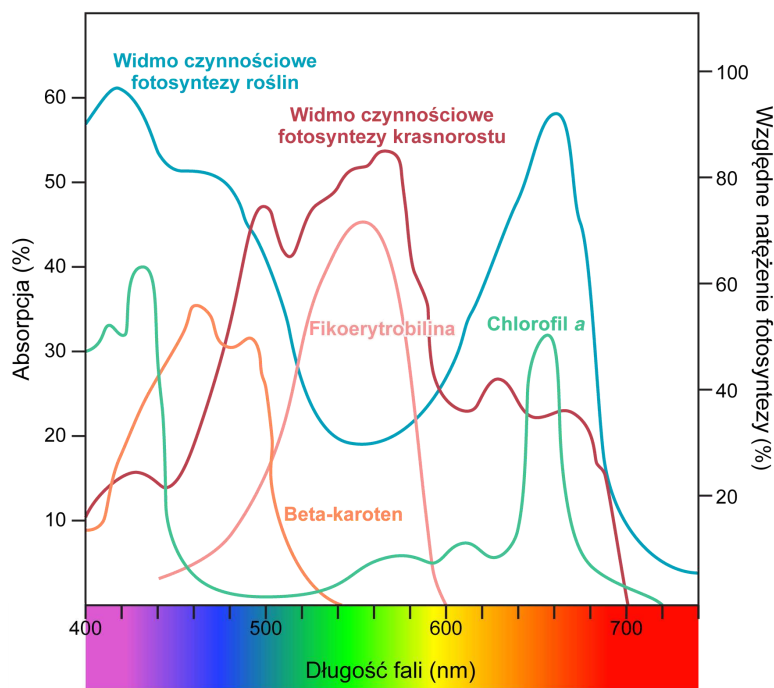 Widmo czynnościowe
fotosyntezy roślin
Widmo czynnościowe
fotosyntezy krasnorostu
Fikoerytrobilina
Chlorofil a
Beta-karoten
Absorpcja (%)
60
50
40
30
20
10
Względne natężenie fotosyntezy (%)
100
80
60
40
20
400
500
600
700
Długość fali (nm)